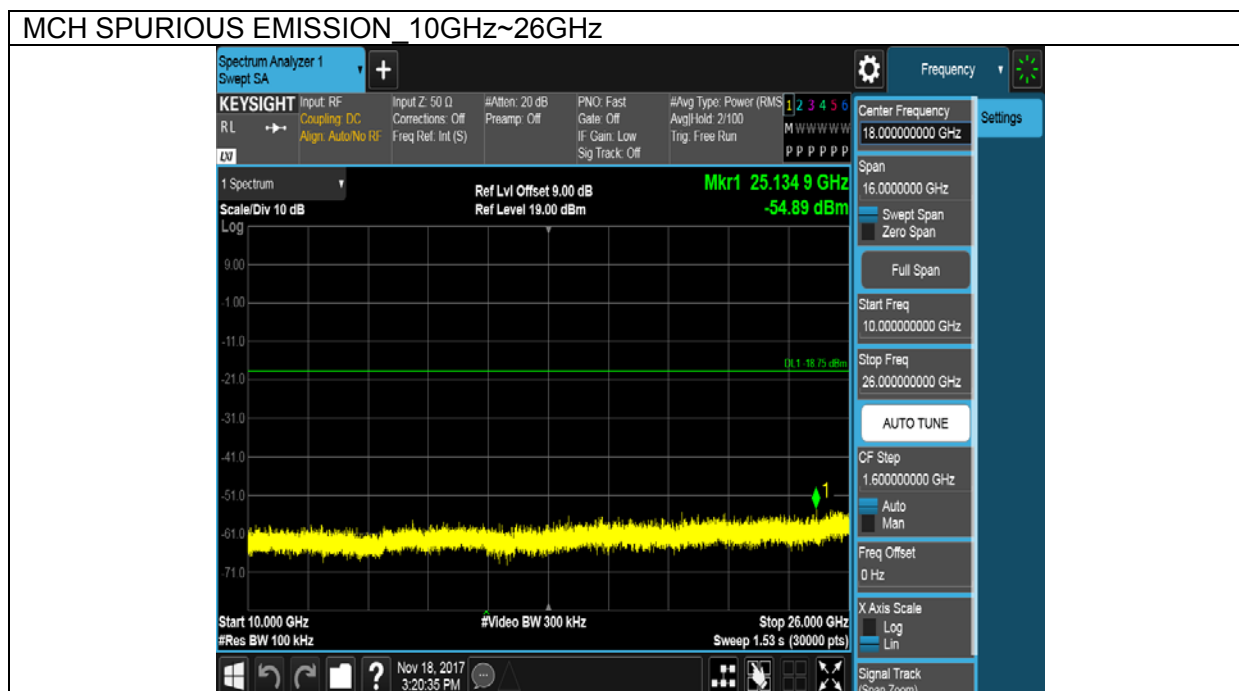 MCH SPURIOUS EMISSION_10GHz~26GHz
Spectrum Analyzer 1
Swept SA
+
Frequency
KEYSIGHT
RL
LXI
Input: RF
Coupling: DC
Align: Auto/No RF
Input Z: 50 Ω
Corrections: Off
Freq Ref: Int (S)
#Atten: 20 dB
Preamp: Off
PNO: Fast
Gate: Off
IF Gain: Low
Sig Track: Off
#Avg Type: Power (RMS
Avg|Hold: 2/100
Trig: Free Run
1 2 3 4 5 6
M W W W W W
P P P P P P
1 Spectrum
Scale/Div 10 dB
Ref Lvl Offset 9.00 dB
Ref Level 19.00 dBm
Mkr1 25.134 9 GHz
-54.89 dBm
Log
9.00
-1.00
-11.0
DL1 -18.75 dBm
-21.0
-31.0
-41.0
-51.0
1
-61.0
-71.0
Start 10.000 GHz
#Res BW 100 kHz
#Video BW 300 kHz
Stop 26.000 GHz
Sweep 1.53 s (30000 pts)
?
Nov 18, 2017
3:20:35 PM
Center Frequency
18.000000000 GHz
Settings
Span
16.0000000 GHz
Swept Span
Zero Span
Full Span
Start Freq
10.000000000 GHz
Stop Freq
26.000000000 GHz
AUTO TUNE
CF Step
1.600000000 GHz
Auto
Man
Freq Offset
0 Hz
X Axis Scale
Log
Lin
Signal Track
(Span Zoom)